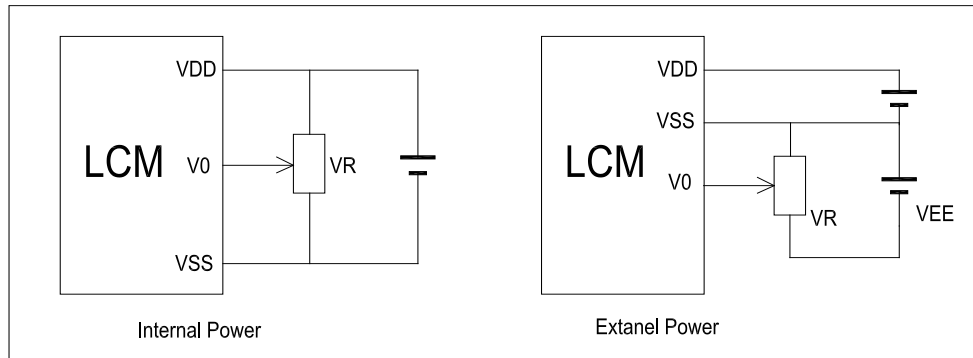 VDD
LCM
V0
VR
VSS
Internal Power
VDD
VSS
LCM
V0
VR
VEE
Extanel Power